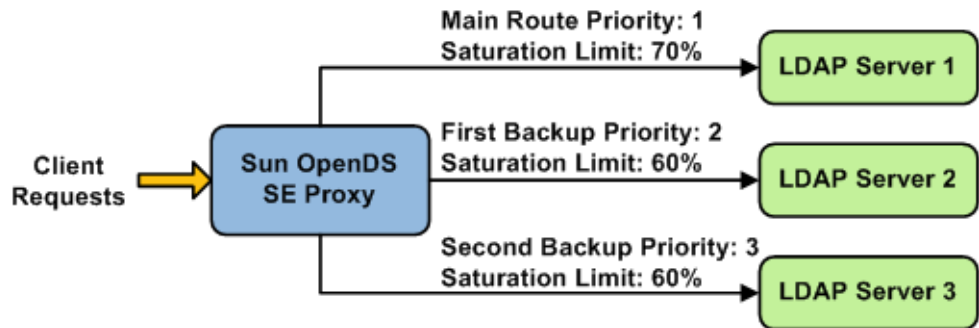 Main Route Priority: 1
Saturation Limit: 70%
LDAP Server 1
Client
Requests
Sun OpenDS
SE Proxy
First Backup Priority: 2
Saturation Limit: 60%
LDAP Server 2
Second Backup Priority: 3
Saturation Limit: 60%
LDAP Server 3